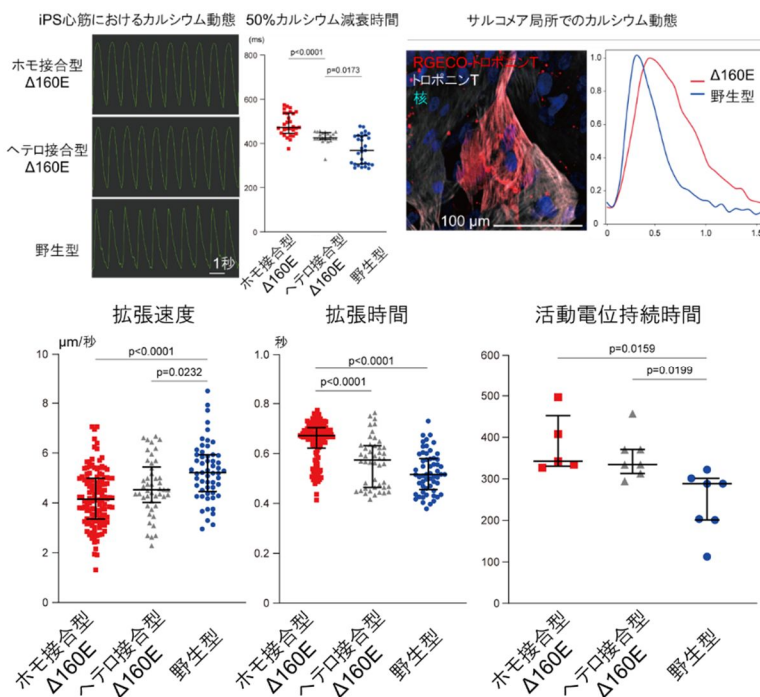 iPS心筋におけるカルシウム動態
ホモ接合型
Δ160E
ヘテロ接合型
Δ160E
野生型
1秒
50%カルシウム減衰時間
(ms)
800
600
400
200
0
p<0.0001
p=0.0173
ホモ接合型
Δ160E
ヘテロ接合型
Δ160E
野生型
サルコメア局所でのカルシウム動態
RGECO-トロポニンT
トロポニンT
核
100 μm
Δ160E
野生型
1.0
0.8
0.6
0.4
0.2
0
0.5
1.0
1.5
拡張速度
μm/秒
10
8
6
4
2
0
p<0.0001
p=0.0232
ホモ接合型
Δ160E
ヘテロ接合型
Δ160E
野生型
拡張時間
秒
1.0
0.8
0.6
0.4
0.2
0
p<0.0001
p<0.0001
ホモ接合型
Δ160E
ヘテロ接合型
Δ160E
野生型
活動電位持続時間
600
500
400
300
200
100
0
p=0.0159
p=0.0199
ホモ接合型
Δ160E
ヘテロ接合型
Δ160E
野生型